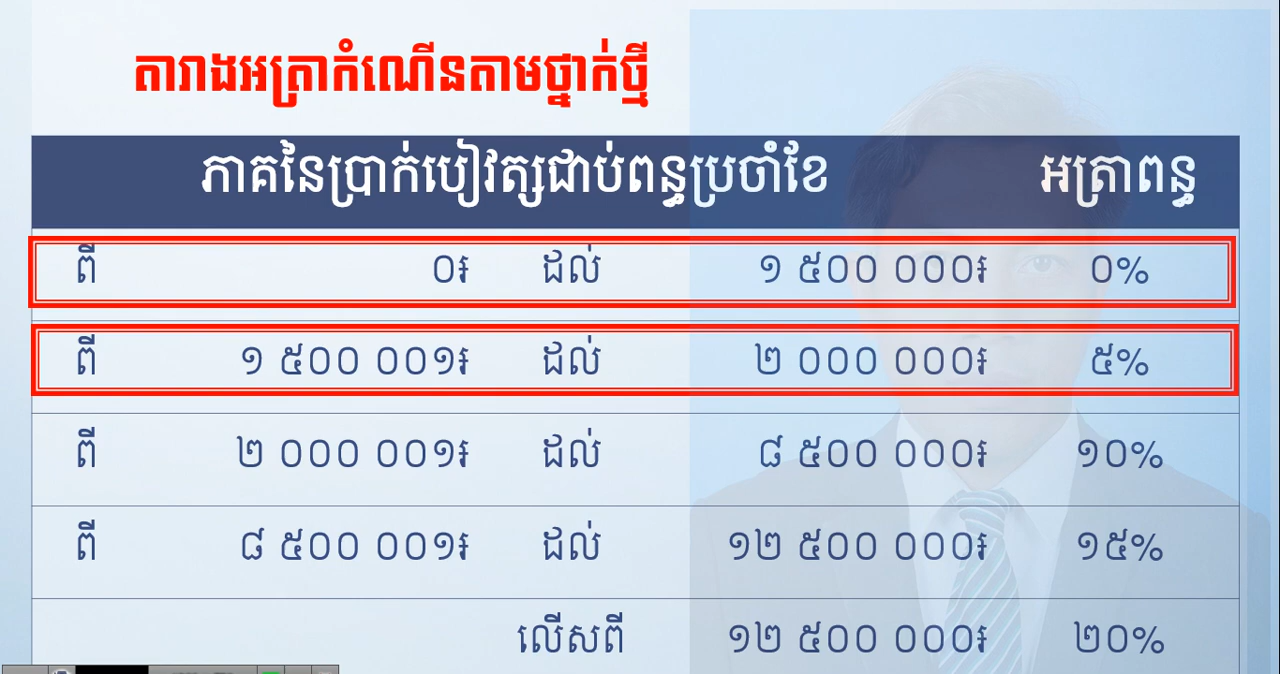 តារាងអត្រាកំណើនតាមថ្នាក់ថ្មី
ភាគនៃប្រាក់បៀវត្សជាប់ពន្ធប្រចាំខែ អត្រាពន្ធ
ពី ០៛ ដល់ ១ ៥០០ ០០០៛ ០%
ពី ១ ៥០០ ០០១៛ ដល់ ២ ០០០ ០០០៛ ៥%
ពី ២ ០០០ ០០១៛ ដល់ ៨ ៥០០ ០០០៛ ១០%
ពី ៨ ៥០០ ០០១៛ ដល់ ១២ ៥០០ ០០០៛ ១៥%
លើសពី ១២ ៥០០ ០០០៛ ២០%